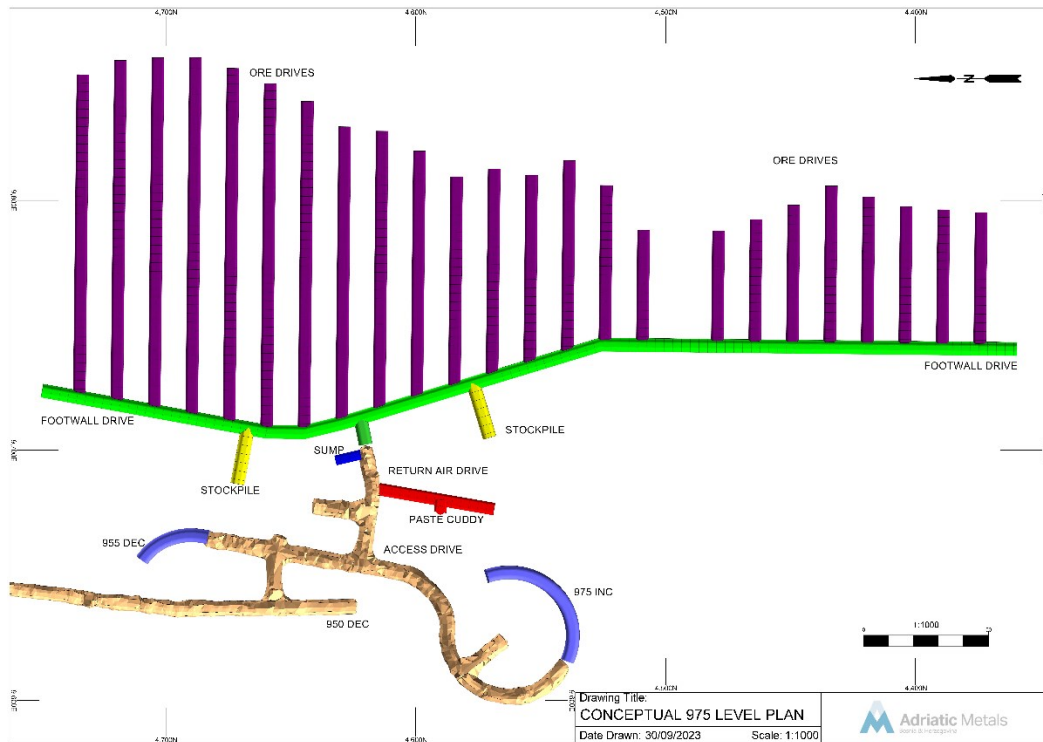 4,700N
4,600N
4,500N
4,400N
ORE DRIVES
N
ORE DRIVES
FOOTWALL DRIVE
FOOTWALL DRIVE
STOCKPILE
SUMP
RETURN AIR DRIVE
STOCKPILE
PASTE CUDDY
955 DEC
ACCESS DRIVE
975 INC
950 DEC
1:1000
4,700N
4,600N
4,500N
4,400N
Drawing Title:
CONCEPTUAL 975 LEVEL PLAN
Date Drawn: 30/09/2023 Scale: 1:1000
Adriatic Metals